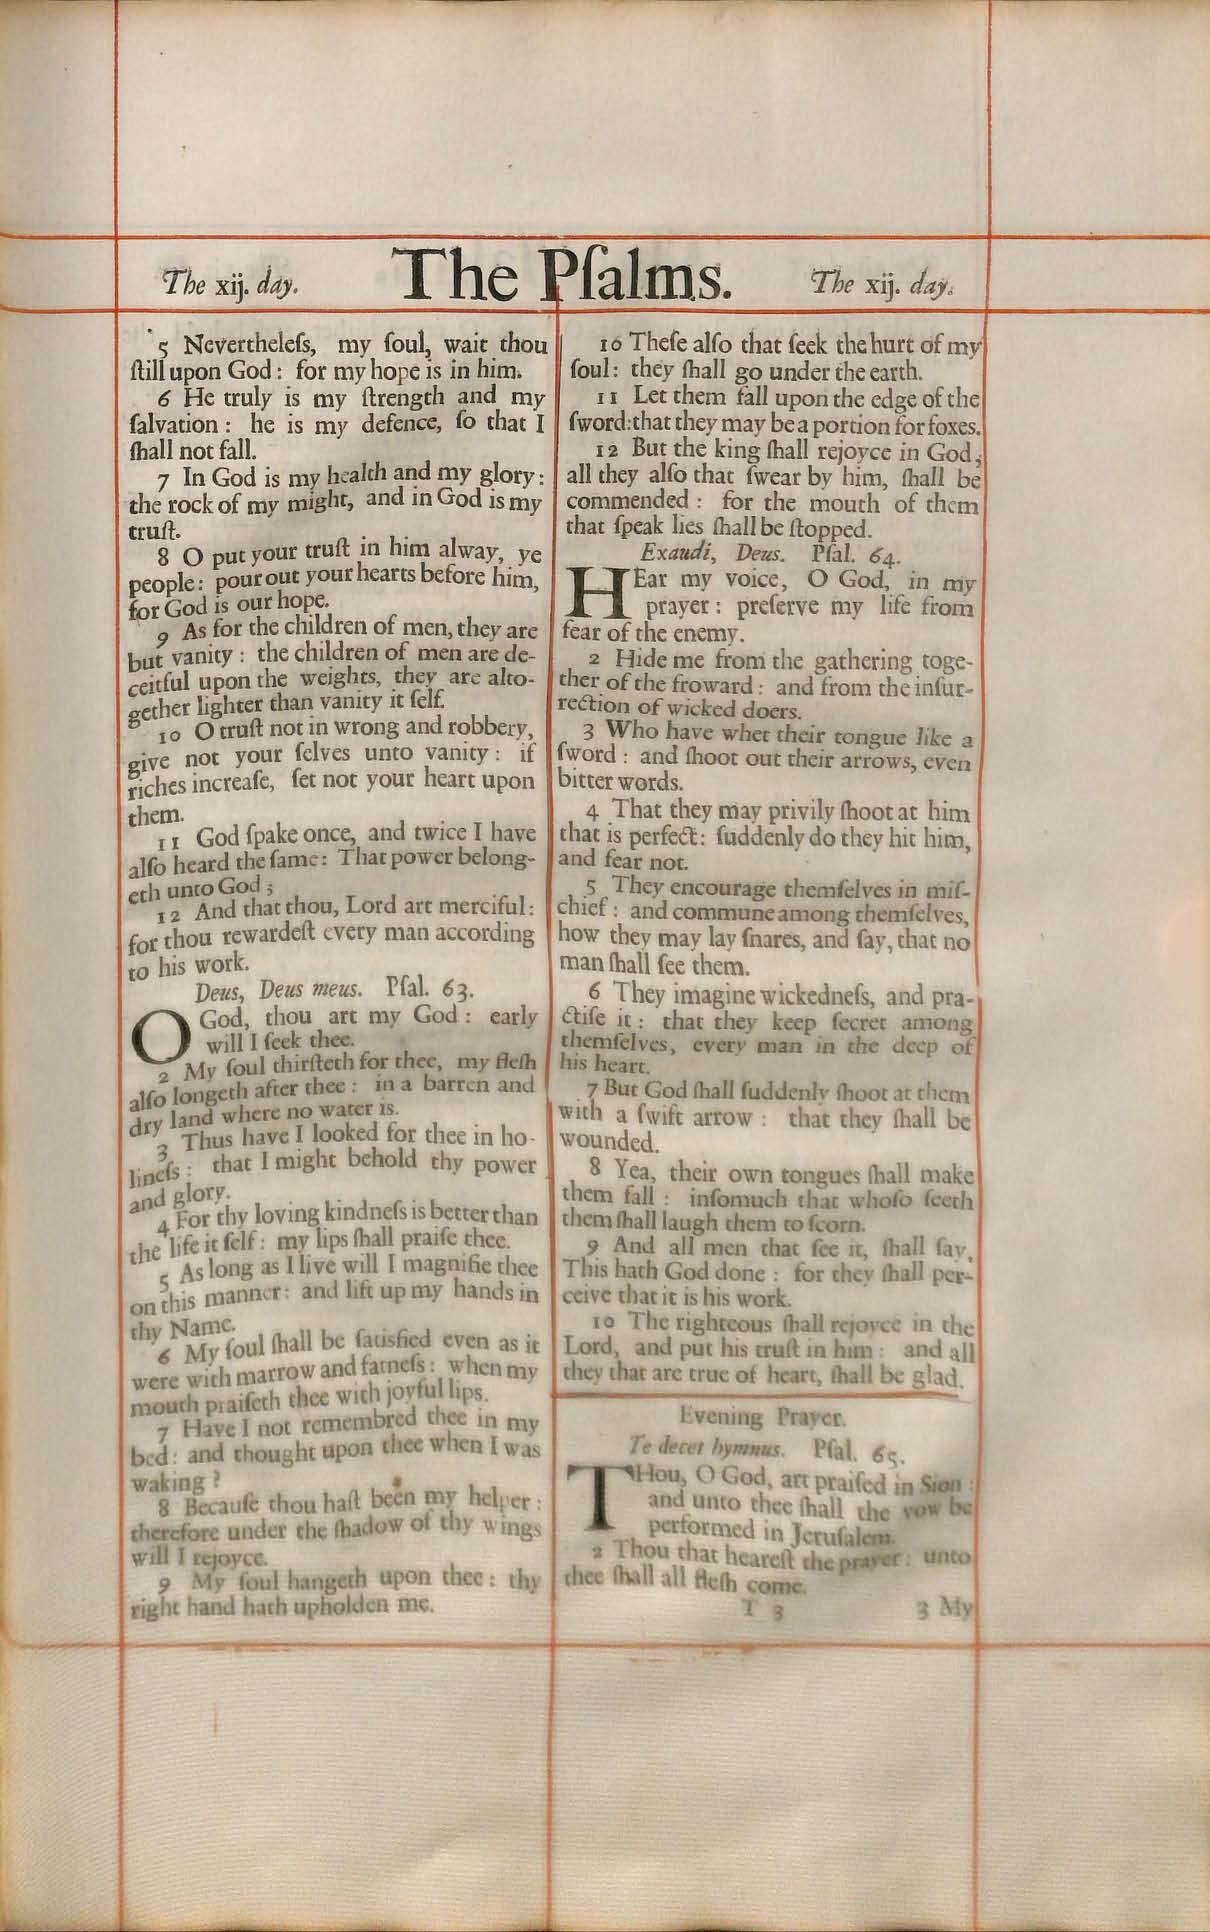 The xij. day.
The Pſalms.
The xij. day.
5 Nevertheleſs, my ſoul, wait thou
ſtill upon God: for my hope is in him.
6 He truly is my ſtrength and my
ſalvation: he is my defence, ſo that I
ſhall not fall.
7 In God is my health and my glory:
the rock of my might, and in God is my
truſt.
8 O put your truſt in him alway, ye
people: pour out your hearts before him,
for God is our hope.
9 As for the children of men, they are
but vanity: the children of men are de-
ceitful upon the weights, they are alto-
gether lighter than vanity it ſelf.
10 O truſt not in wrong and robbery,
give not your ſelves unto vanity: if
riches increaſe, ſet not your heart upon
them.
11 God ſpake once, and twice I have
alſo heard the ſame: That power belong-
eth unto God;
12 And that thou, Lord art merciful:
for thou rewardeſt every man according
to his work.
Deus, Deus meus. Pſal. 63.
O God, thou art my God: early
will I ſeek thee.
2 My ſoul thirſteth for thee, my fleſh
alſo longeth after thee: in a barren and
dry land where no water is.
3 Thus have I looked for thee in ho-
lineſs: that I might behold thy power
and glory.
4 For thy loving kindneſs is better than
the life it ſelf: my lips ſhall praiſe thee.
5 As long as I live will I magnifie thee
on this manner: and lift up my hands in
thy Name.
6 My ſoul ſhall be ſatisfied even as it
were with marrow and fatneſs: when my
mouth praiſeth thee with joyful lips.
7 Have I not remembred thee in my
bed: and thought upon thee when I was
waking?
8 Becauſe thou haſt been my helper:
therefore under the ſhadow of thy wings
will I rejoyce.
9 My ſoul hangeth upon thee: thy
right hand hath upholden me.
10 Theſe alſo that ſeek the hurt of my
ſoul: they ſhall go under the earth.
11 Let them fall upon the edge of the
ſword: that they may be a portion for foxes.
12 But the king ſhall rejoyce in God,
all they alſo that ſwear by him, ſhall be
commended: for the mouth of them
that ſpeak lies ſhall be ſtopped.
Exaudi, Deus. Pſal. 64.
HEar my voice, O God, in my
prayer: preſerve my life from
fear of the enemy.
2 Hide me from the gathering toge-
ther of the froward: and from the inſur-
rection of wicked doers.
3 Who have whet their tongue like a
ſword: and ſhoot out their arrows, even
bitter words.
4 That they may privily ſhoot at him
that is perfect: ſuddenly do they hit him,
and fear not.
5 They encourage themſelves in miſ-
chief: and commune among themſelves,
how they may lay ſnares, and ſay, that no
man ſhall ſee them.
6 They imagine wickedneſs, and pra-
ctiſe it: that they keep ſecret among
themſelves, every man in the deep of
his heart.
7 But God ſhall ſuddenly ſhoot at them
with a ſwift arrow: that they ſhall be
wounded.
8 Yea, their own tongues ſhall make
them fall: inſomuch that whoſo ſeeth
them ſhall laugh them to ſcorn.
9 And all men that ſee it, ſhall ſay,
This hath God done: for they ſhall per-
ceive that it is his work.
10 The righteous ſhall rejoyce in the
Lord, and put his truſt in him: and all
they that are true of heart, ſhall be glad.
Evening Prayer.
Te decet hymnus. Pſal. 65.
THou, O God, art praiſed in Sion:
and unto thee ſhall the vow be
performed in Jeruſalem.
2 Thou that heareſt the prayer: unto
thee ſhall all fleſh come.
T 3
3 My